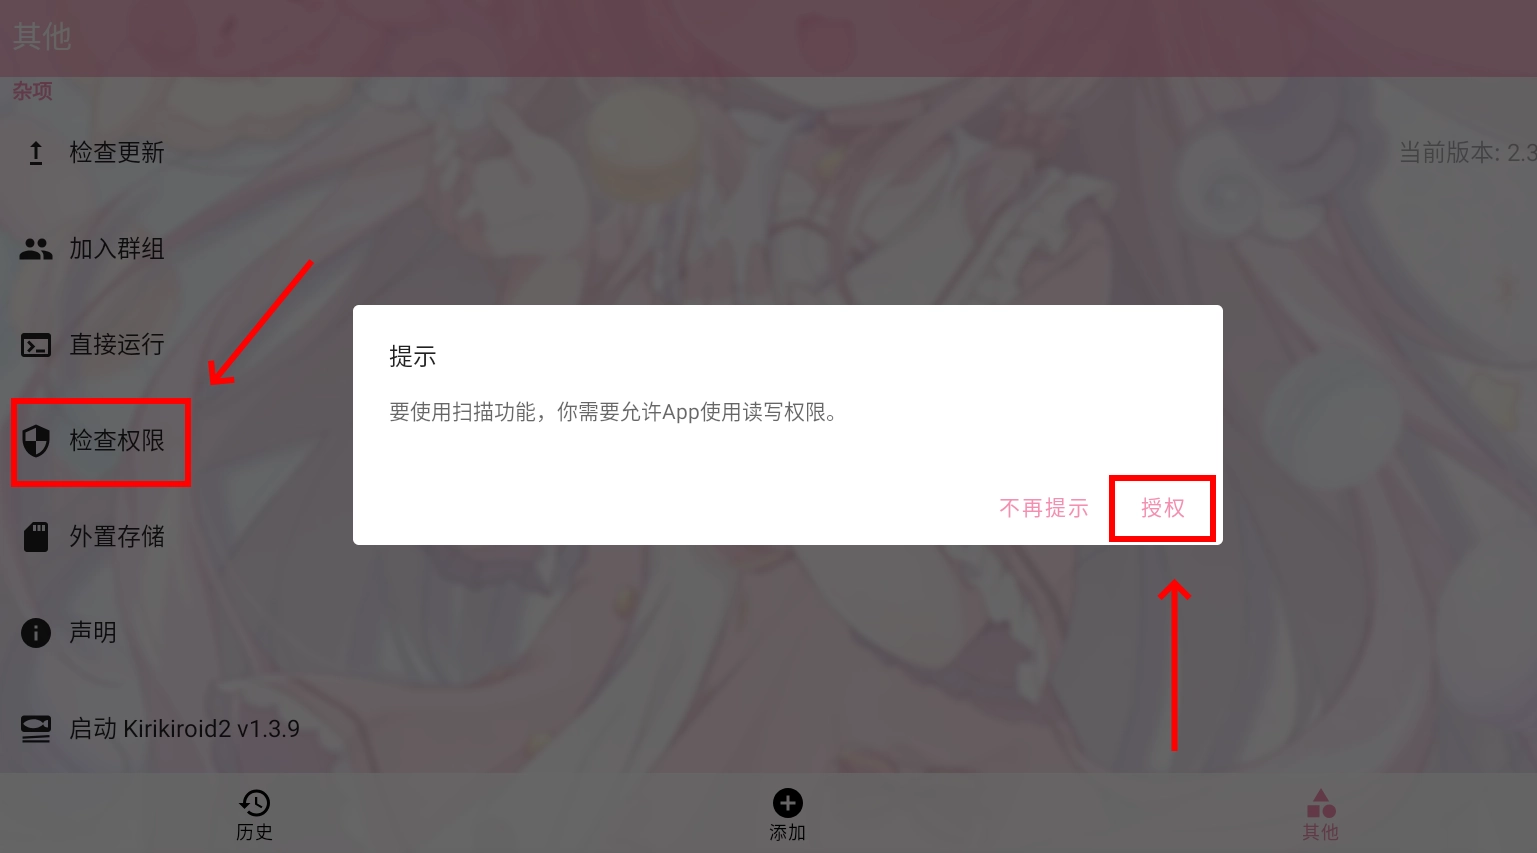 其他
杂项
检查更新
当前版本: 2.3
加入群组
直接运行
提示
要使用扫描功能，你需要允许App使用读写权限。
检查权限
不再提示
授权
外置存储
声明
启动 Kirikiroid2 v1.3.9
历史
添加
其他